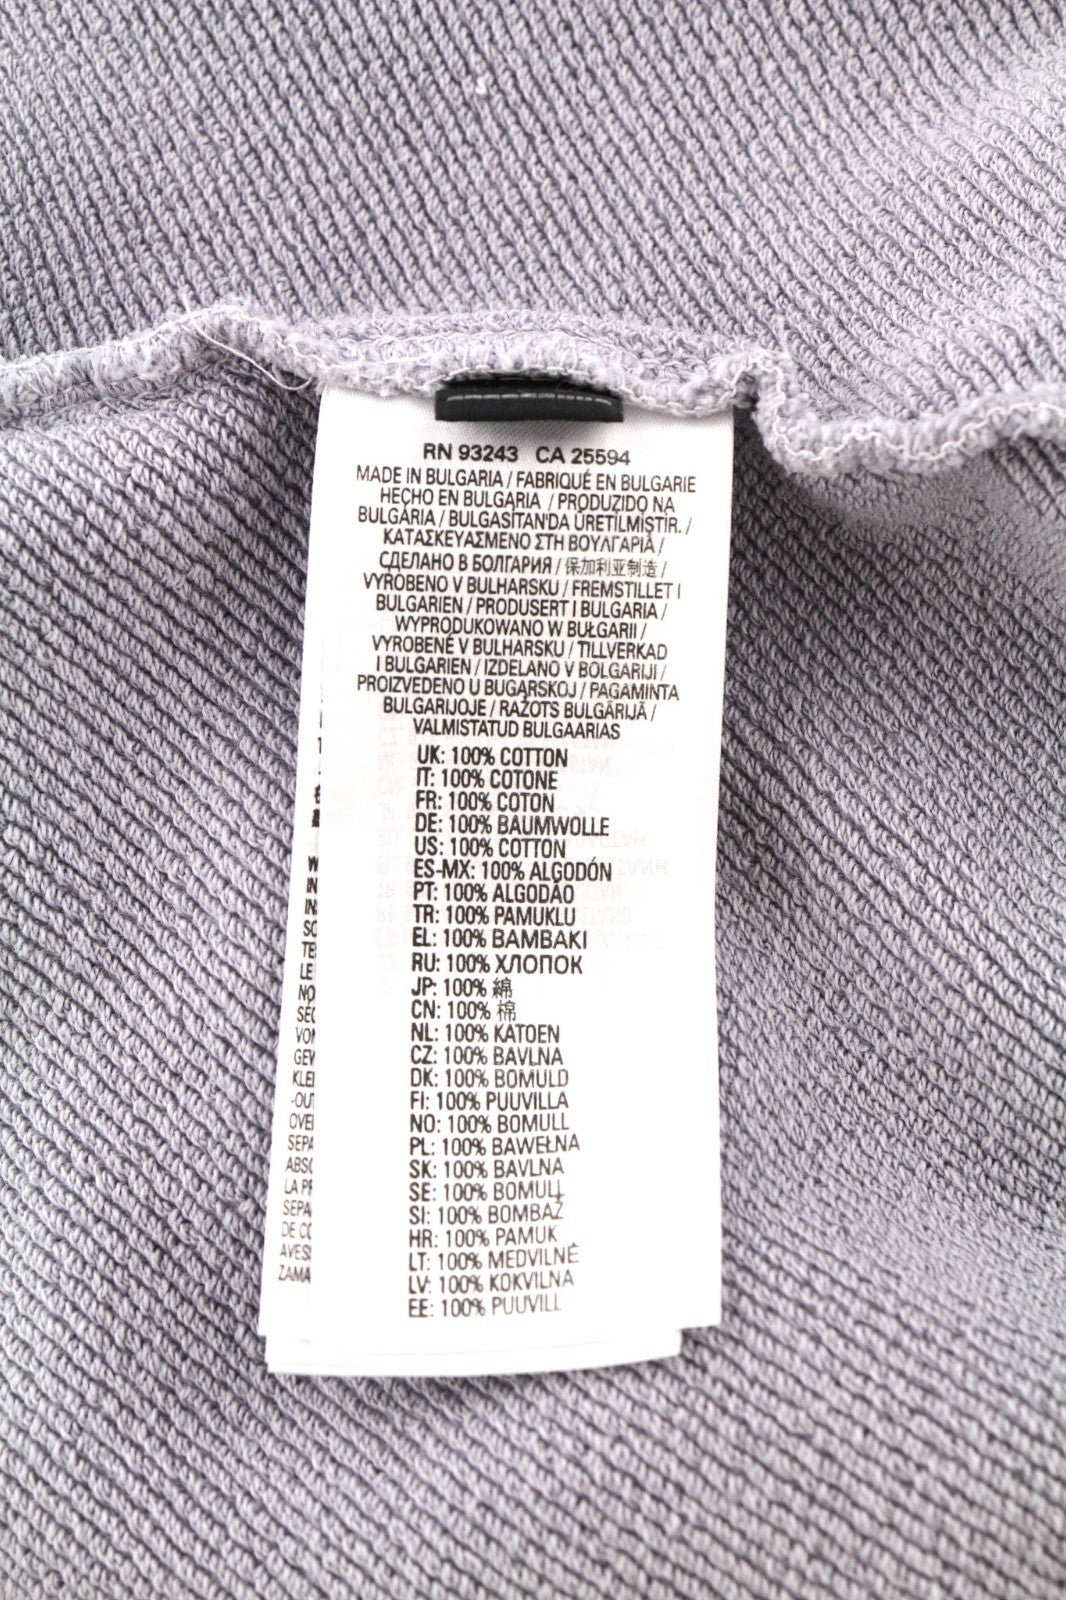 RN 93243 CA 25594
MADE IN BULGARIA / FABRIQUÉ EN BULGARIE
HECHO EN BULGARIA / PRODUZIDO NA
BULGÁRIA / BULGASİTAN'DA ÜRETİLMİŞTİR. /
ΚΑΤΑΣΚΕΥΑΣΜΕΝΟ ΣΤΗ ΒΟΥΛΓΑΡΙΑ /
СДЕЛАНО В БОЛГАРИЯ / 保加利亚制造 /
VYROBENO V BULHARSKU / FREMSTILLET I
BULGARIEN / PRODUSERT I BULGARIA /
WYPRODUKOWANO W BUŁGARII /
VYROBENÉ V BULHARSKU / TILLVERKAD
I BULGARIEN / IZDELANO V BOLGARIJI /
PROIZVEDENO U BUGARSKOJ / PAGAMINTA
BULGARIJOJE / RAŽOTS BULGĀRIJĀ /
VALMISTATUD BULGAARIAS
UK: 100% COTTON
IT: 100% COTONE
FR: 100% COTON
DE: 100% BAUMWOLLE
US: 100% COTTON
ES-MX: 100% ALGODÓN
PT: 100% ALGODÃO
TR: 100% PAMUKLU
EL: 100% ΒΑΜΒΑΚΙ
RU: 100% ХЛОПОК
JP: 100% 綿
CN: 100% 棉
NL: 100% KATOEN
CZ: 100% BAVLNA
DK: 100% BOMULD
FI: 100% PUUVILLA
NO: 100% BOMULL
PL: 100% BAWEŁNA
SK: 100% BAVLNA
SE: 100% BOMULL
SI: 100% BOMBAŽ
HR: 100% PAMUK
LT: 100% MEDVILNĖ
LV: 100% KOKVILNA
EE: 100% PUUVILL